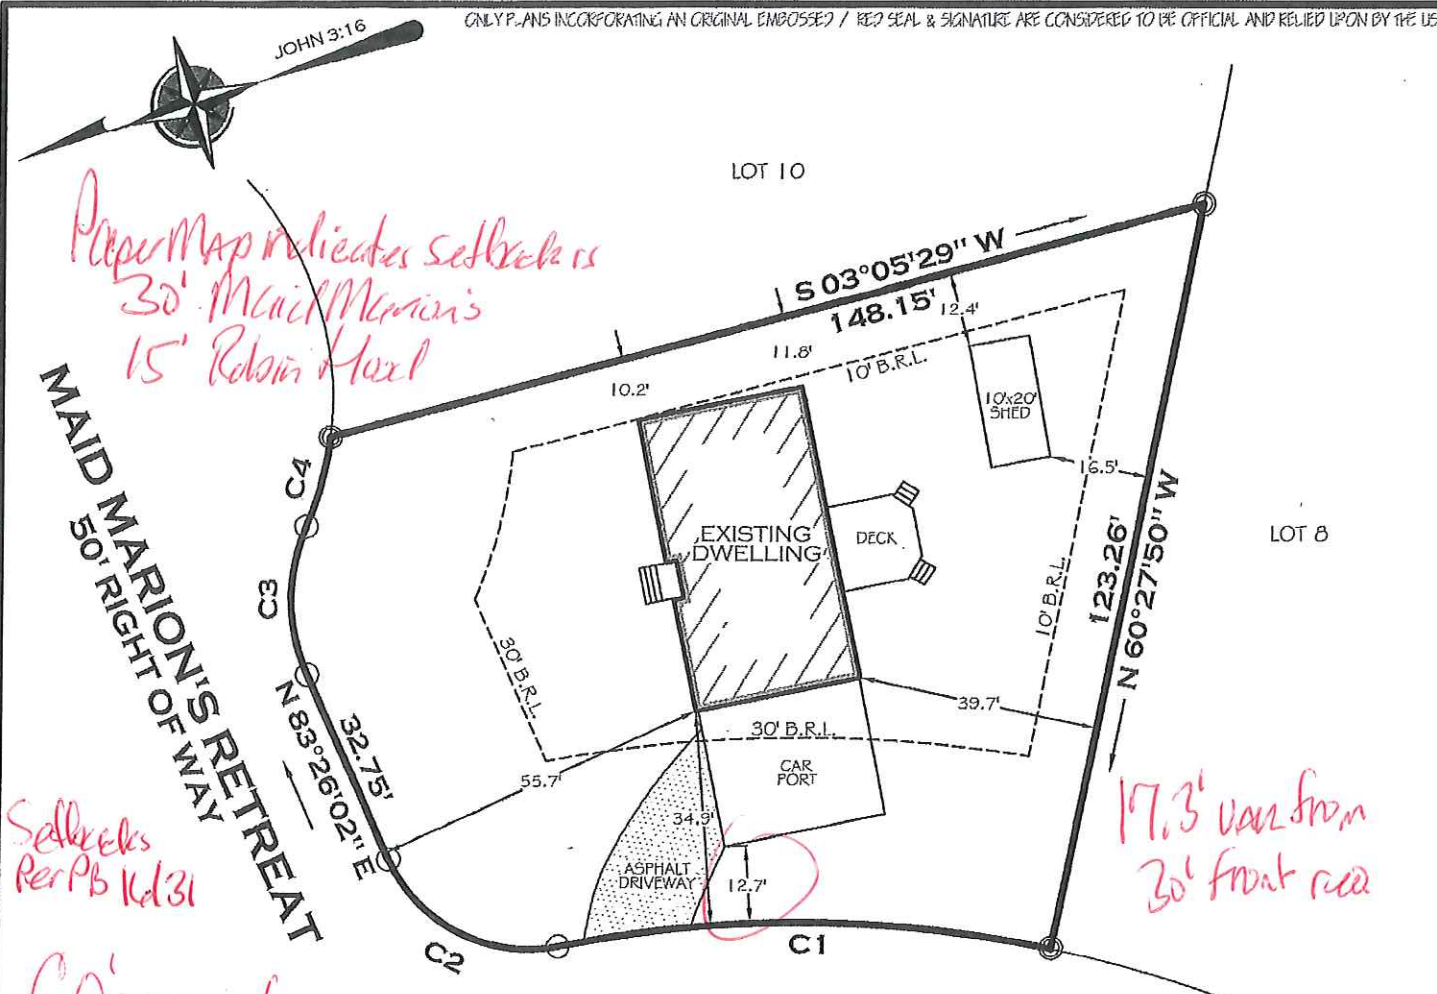 ONLY PLANS INCORPORATING AN ORIGINAL EMBOSSED / RED SEAL & SIGNATURE ARE CONSIDERED TO BE OFFICIAL AND RELIED UPON BY THE US
JOHN 3:16
LOT 10
Paper Map indicates setbacks
30' Maid Marion's
15' Robin Hood
S 03°05'29" W
148.15'
12.4'
11.8'
10.2'
10' B.R.L.
10'x20'
SHED
16.5'
EXISTING
DWELLING
DECK
LOT 8
123.26'
N 60°27'50" W
10' B.R.L.
MAID MARION'S RETREAT
50' RIGHT OF WAY
C4
C3
30' B.R.L.
N 83°26'02" E
32.75'
39.7'
30' B.R.L.
CAR
PORT
55.7'
34.9'
ASPHALT
DRIVEWAY
12.7'
17.3' var from
30' front
Setbacks
Per PB 16/31
C2
C1